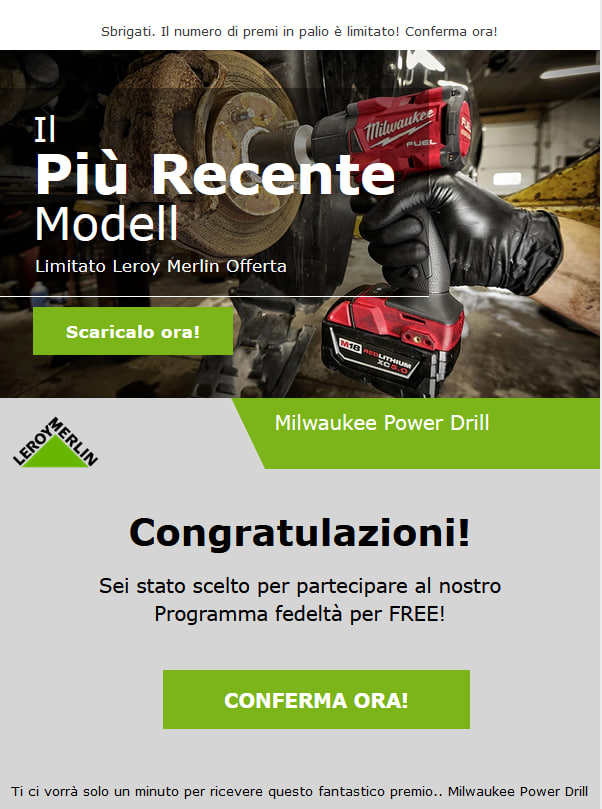 Sbrigati. Il numero di premi in palio è limitato! Conferma ora!
Il
Più Recente
Modell
Limitato Leroy Merlin Offerta
Scaricalo ora!
Milwaukee
FUEL
M18 REDLITHIUM
XC5.0
LEROY MERLIN
Milwaukee Power Drill
Congratulazioni!
Sei stato scelto per partecipare al nostro
Programma fedeltà per FREE!
CONFERMA ORA!
Ti ci vorrà solo un minuto per ricevere questo fantastico premio.. Milwaukee Power Drill